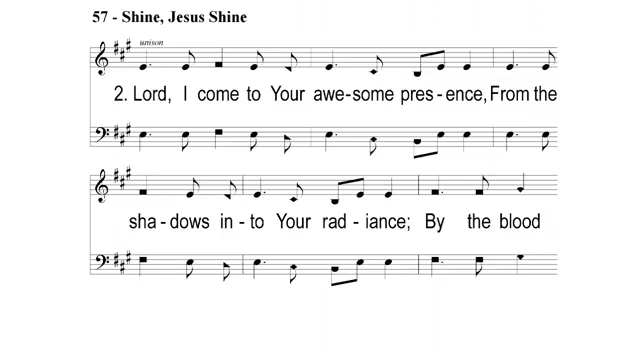 57 - Shine, Jesus Shine
unison
2. Lord, I come to Your awe-some pres - ence, From the
sha - dows in - to Your rad - iance; By the blood